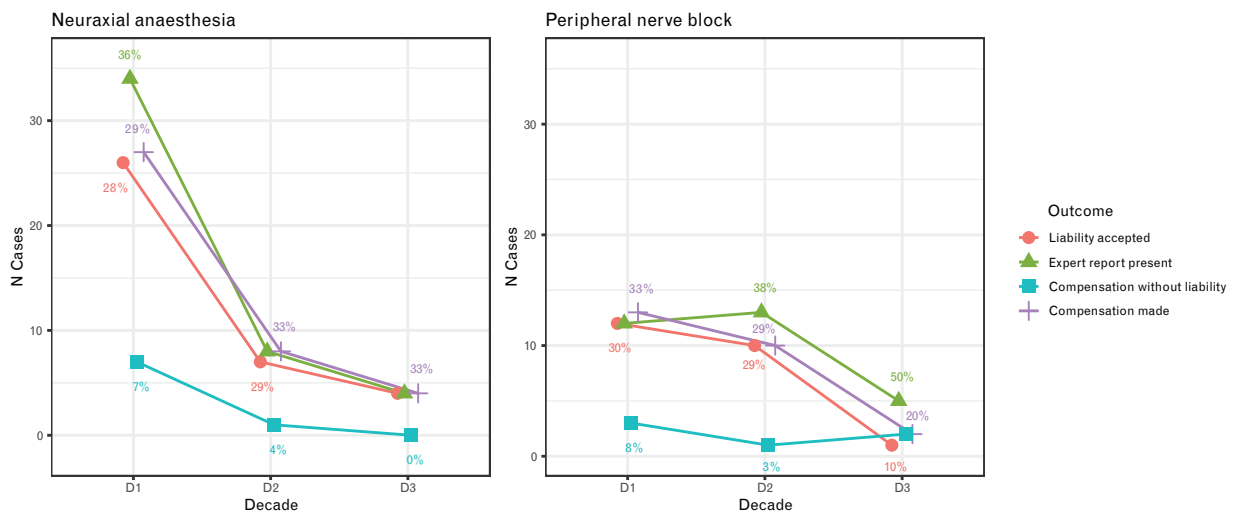 Neuraxial anaesthesia
36%
30
29%
28%
20
10
33%
33%
29%
7%
4%
0%
0
N Cases
D1
D2
D3
Decade
Peripheral nerve block
30
20
33%
38%
29%
10
30%
29%
50%
20%
8%
3%
10%
0
N Cases
D1
D2
D3
Decade
Outcome
Liability accepted
Expert report present
Compensation without liability
Compensation made